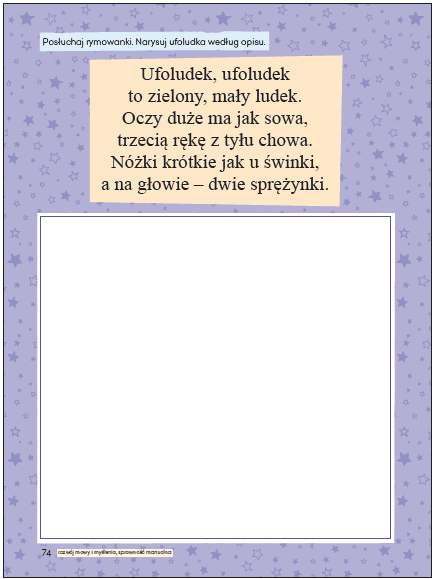 Posłuchaj rymowanki. Narysuj ufoludka według opisu.
Ufoludek, ufoludek
to zielony, mały ludek.
Oczy duże ma jak sowa,
trzecią rękę z tyłu chowa.
Nóżki krótkie jak u świnki,
a na głowie – dwie sprężynki.
74 rozwój mowy i myślenia, sprawność manualna